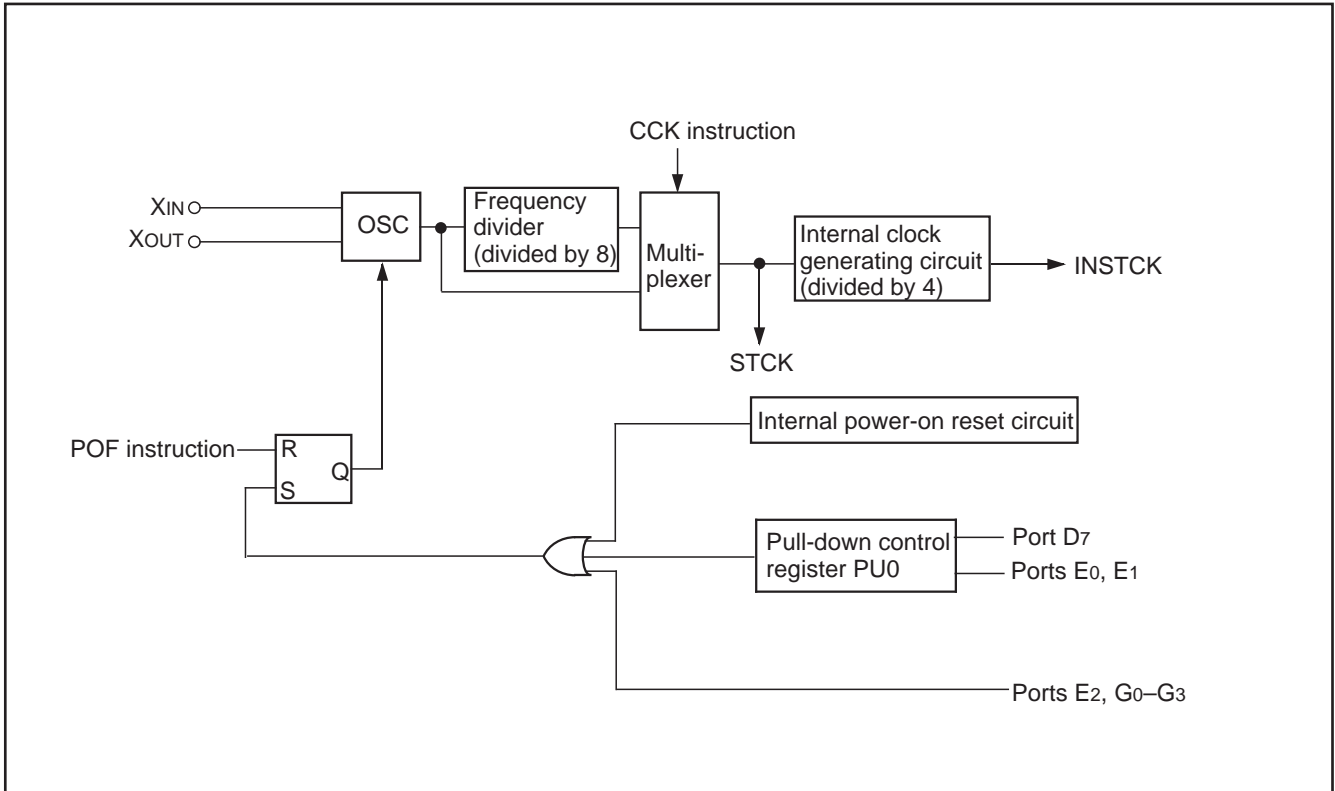 CCK instruction
XIN
XOUT
OSC
Frequency
divider
(divided by 8)
Multi-
plexer
Internal clock
generating circuit
(divided by 4)
INSTCK
STCK
Internal power-on reset circuit
POF instruction
R
Q
S
Pull-down control
register PU0
Port D7
Ports E0, E1
Ports E2, G0–G3